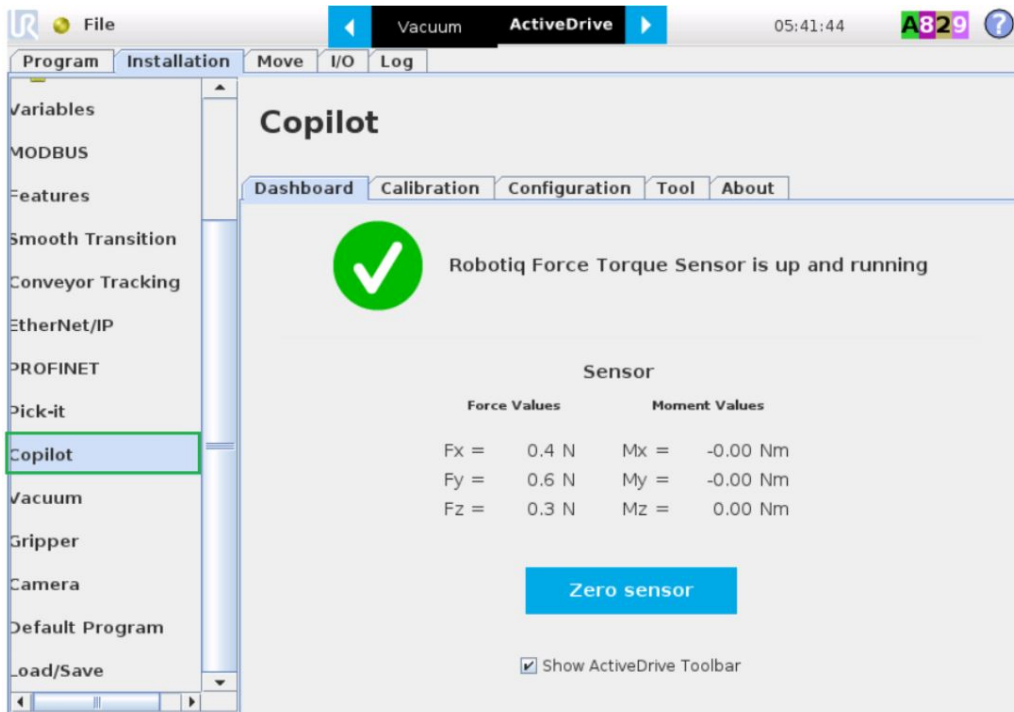 UR File Vacuum ActiveDrive 05:41:44 A829 ?
Program Installation Move I/O Log
Variables
MODBUS
Features
Smooth Transition
Conveyor Tracking
EtherNet/IP
PROFINET
Pick-it
Copilot
Vacuum
Gripper
Camera
Default Program
Load/Save
Copilot
Dashboard Calibration Configuration Tool About
Robotiq Force Torque Sensor is up and running
Sensor
Force Values Moment Values
Fx = 0.4 N Mx = -0.00 Nm
Fy = 0.6 N My = -0.00 Nm
Fz = 0.3 N Mz = 0.00 Nm
Zero sensor
Show ActiveDrive Toolbar